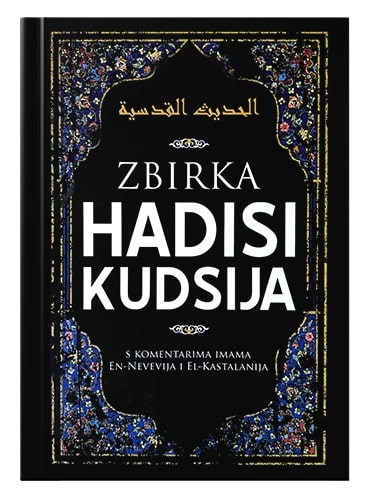 الحديث القدسية
ZBIRKA
HADISI
KUDSIJA
S KOMENTARIMA IMAMA
EN-NEVEVIJA I EL-KASTALANIJA